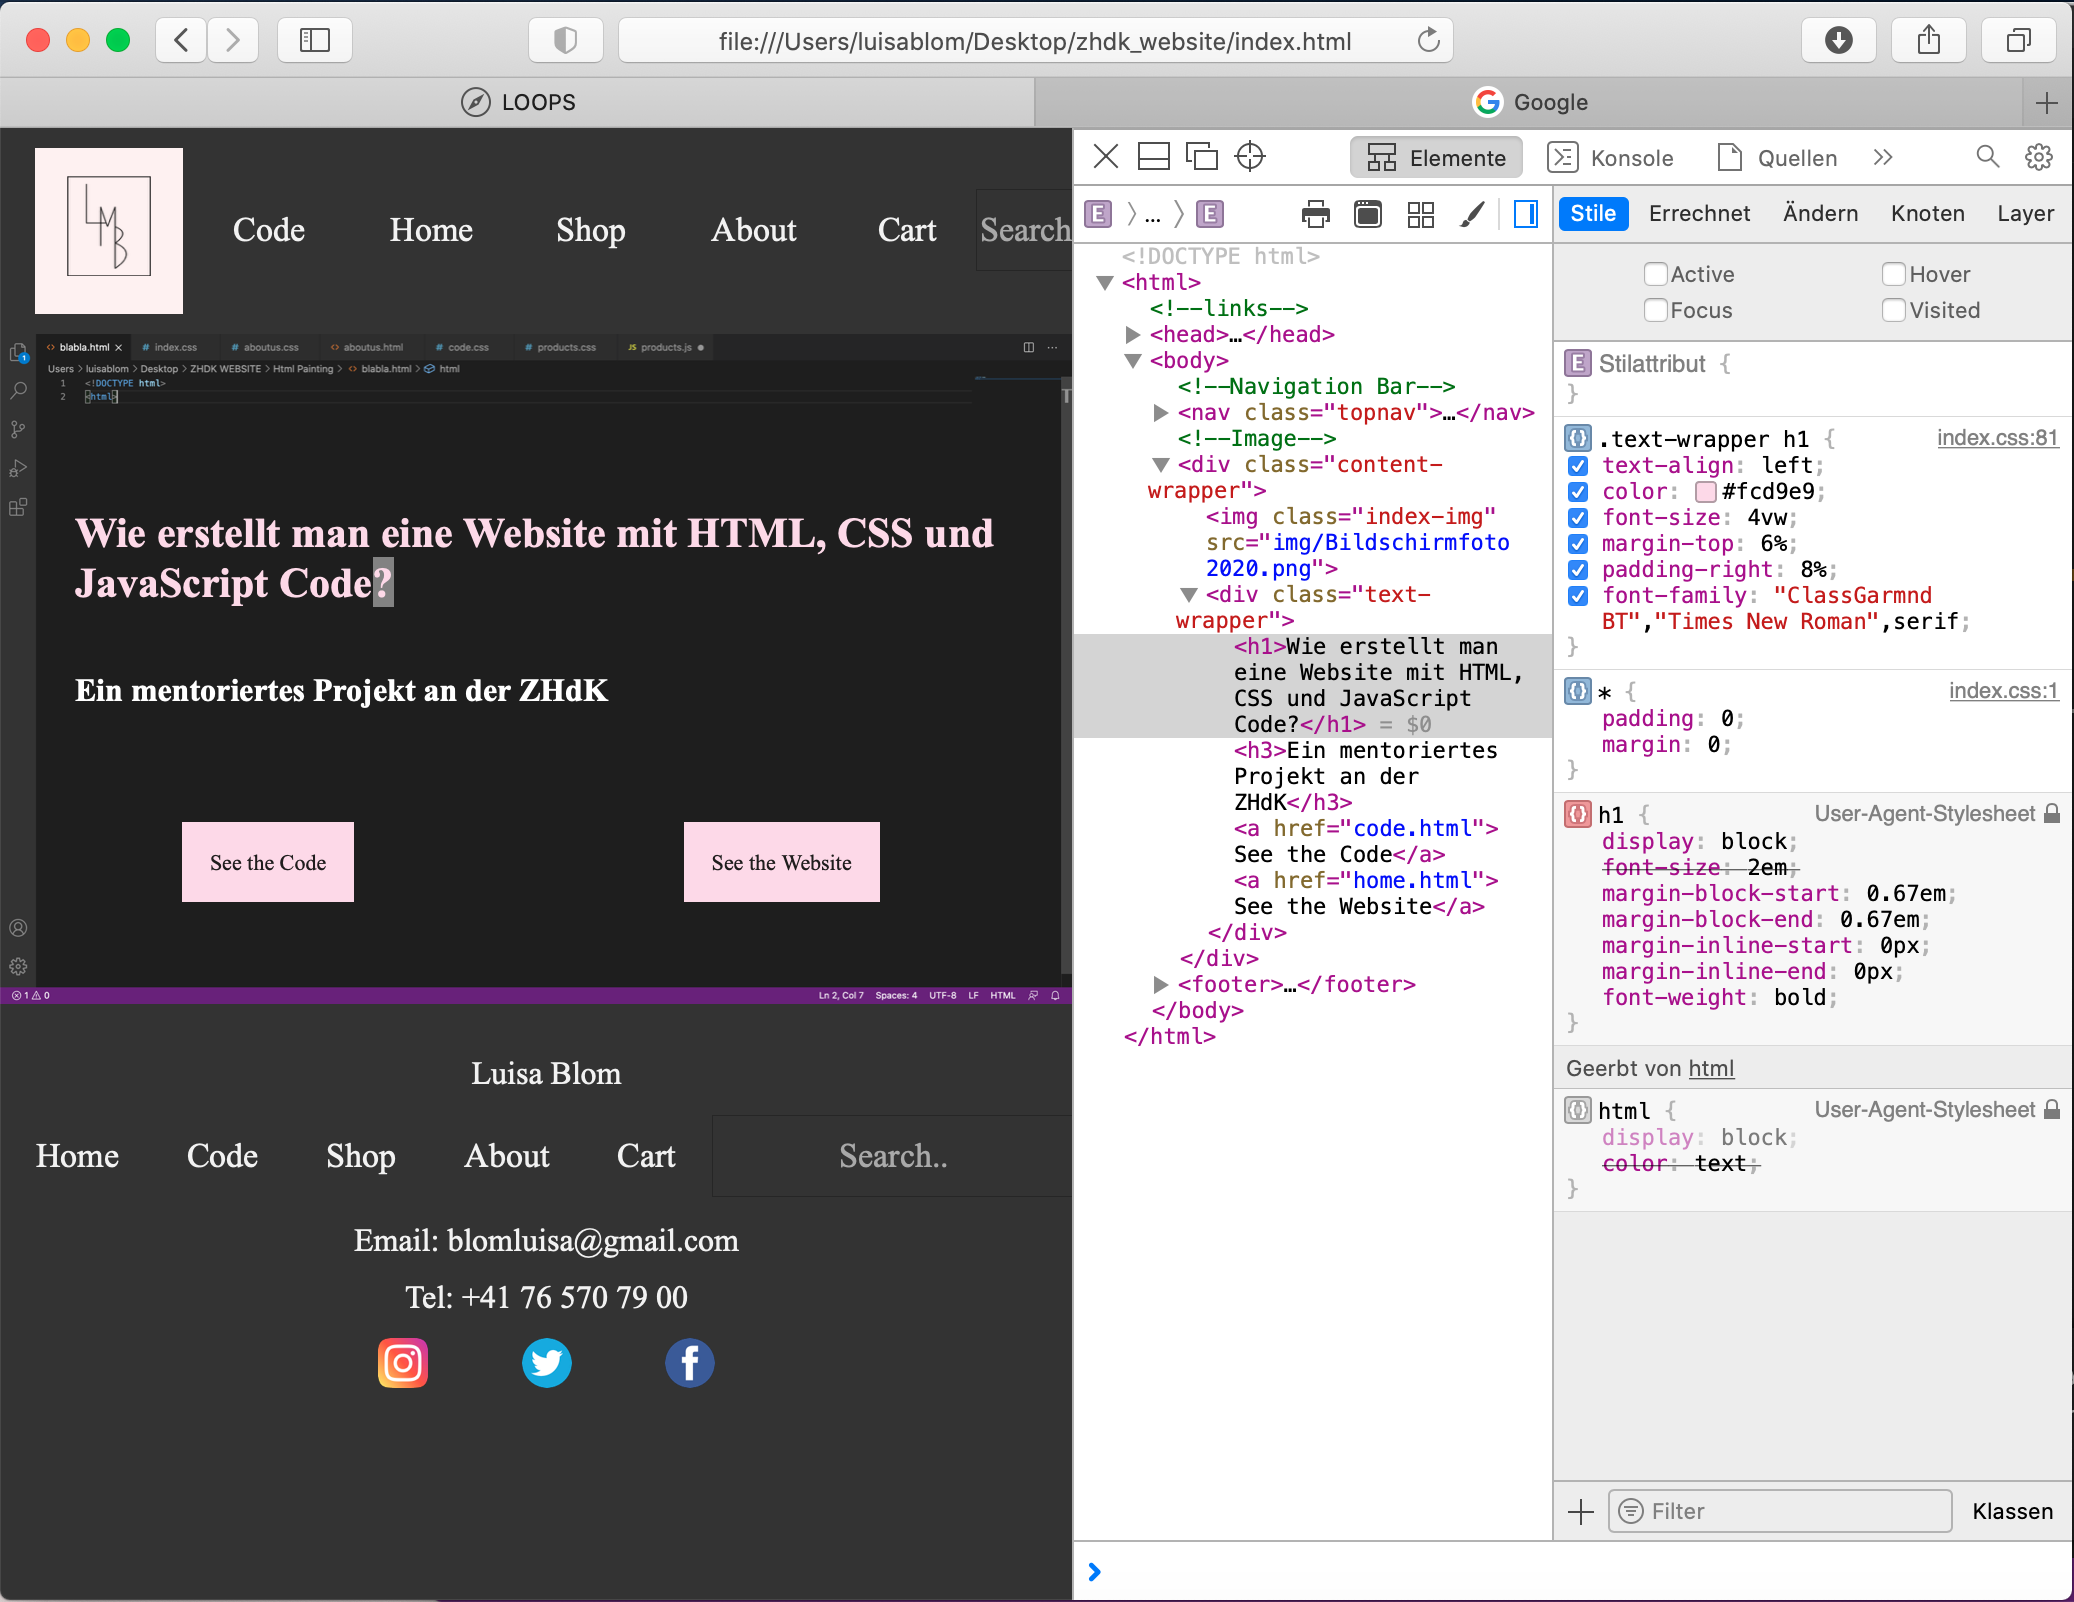 file:///Users/luisablom/Desktop/zhdk_website/index.html
LOOPS
Google
LMB
Code Home Shop About Cart Search
blabla.html index.css aboutus.css aboutus.html code.css products.css JS products.js
Users > luisablom > Desktop > ZHDK WEBSITE > Html Painting > blabla.html > html
1 <!DOCTYPE html>
2 <html>
Wie erstellt man eine Website mit HTML, CSS und
JavaScript Code?
Ein mentoriertes Projekt an der ZHdK
See the Code See the Website
1 0 Ln 2, Col 7 Spaces: 4 UTF-8 LF HTML
Luisa Blom
Home Code Shop About Cart Search..
Email: blomluisa@gmail.com
Tel: +41 76 570 79 00
Elemente Konsole Quellen
E ... E
<!DOCTYPE html>
<html>
<!--links-->
<head>…</head>
<body>
<!--Navigation Bar-->
<nav class="topnav">…</nav>
<!--Image-->
<div class="content-
wrapper">
<img class="index-img"
src="img/Bildschirmfoto
2020.png">
<div class="text-
wrapper">
<h1>Wie erstellt man
eine Website mit HTML,
CSS und JavaScript
Code?</h1> = $0
<h3>Ein mentoriertes
Projekt an der
ZHdK</h3>
<a href="code.html">
See the Code</a>
<a href="home.html">
See the Website</a>
</div>
</div>
<footer>…</footer>
</body>
</html>
Stile Errechnet Ändern Knoten Layer
Active Hover
Focus Visited
E Stilattribut {
}
.text-wrapper h1 { index.css:81
text-align: left;
color: #fcd9e9;
font-size: 4vw;
margin-top: 6%;
padding-right: 8%;
font-family: "ClassGarmnd
BT","Times New Roman",serif;
}
* { index.css:1
padding: 0;
margin: 0;
}
h1 { User-Agent-Stylesheet
display: block;
font-size: 2em;
margin-block-start: 0.67em;
margin-block-end: 0.67em;
margin-inline-start: 0px;
margin-inline-end: 0px;
font-weight: bold;
}
Geerbt von html
html { User-Agent-Stylesheet
display: block;
color: text;
}
Filter Klassen